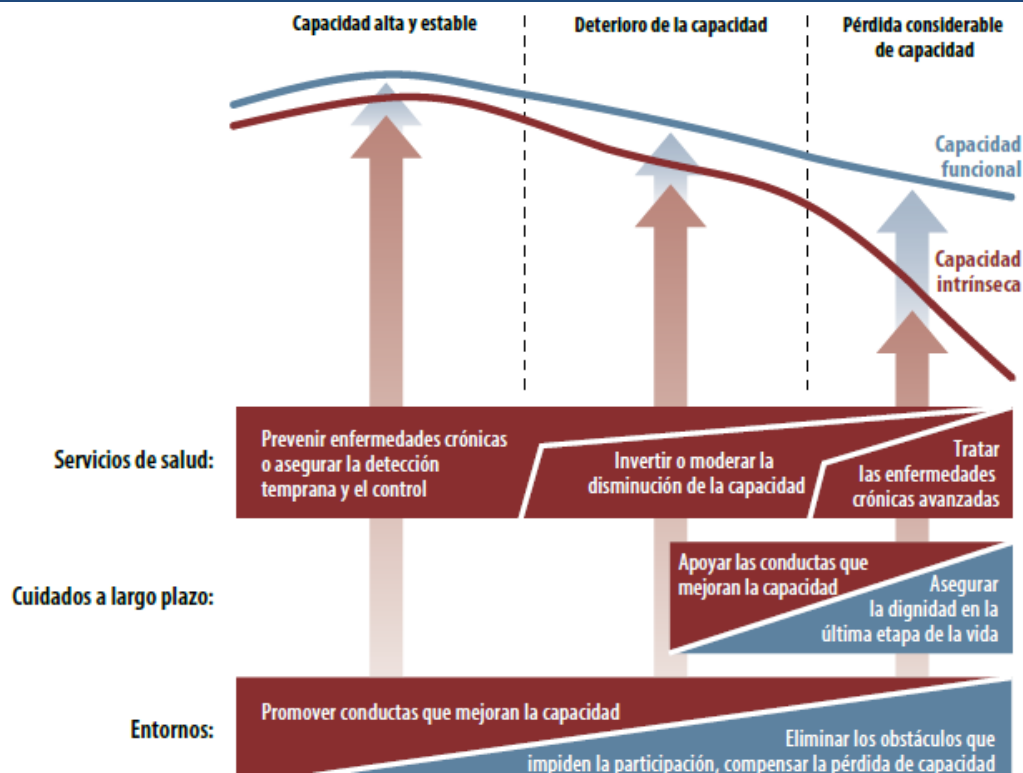 Capacidad alta y estable
Deterioro de la capacidad
Pérdida considerable
de capacidad
Capacidad
funcional
Capacidad
intrínseca
Servicios de salud:
Prevenir enfermedades crónicas
o asegurar la detección
temprana y el control
Invertir o moderar la
disminución de la capacidad
Tratar
las enfermedades
crónicas avanzadas
Cuidados a largo plazo:
Apoyar las conductas que
mejoran la capacidad
Asegurar
la dignidad en la
última etapa de la vida
Entornos:
Promover conductas que mejoran la capacidad
Eliminar los obstáculos que
impiden la participación, compensar la pérdida de capacidad